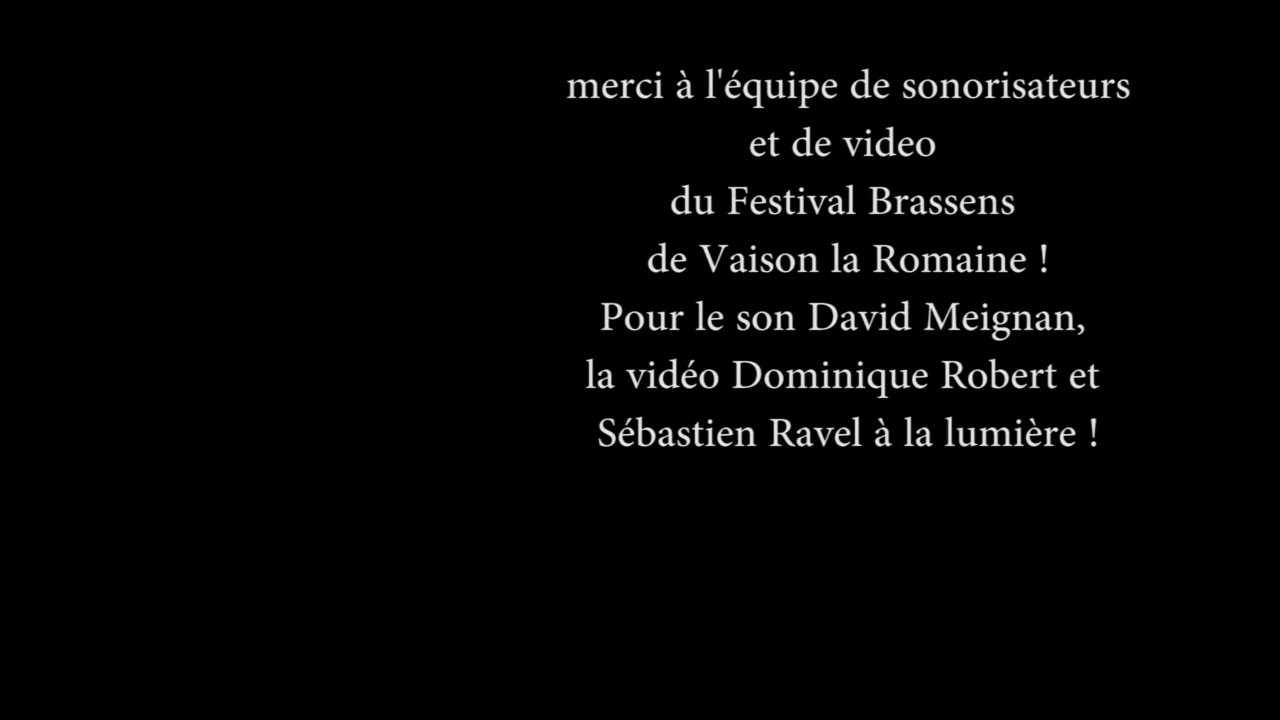 merci à l'équipe de sonorisateurs
et de video
du Festival Brassens
de Vaison la Romaine !
Pour le son David Meignan,
la vidéo Dominique Robert et
Sébastien Ravel à la lumière !